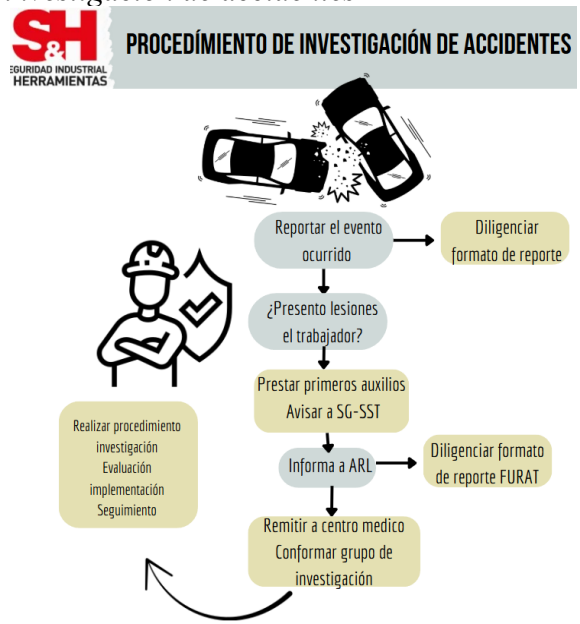 S&H
EGURIDAD INDUSTRIAL
HERRAMIENTAS
PROCEDÍMIENTO DE INVESTIGACIÓN DE ACCIDENTES
Reportar el evento
ocurrido
Diligenciar
formato de reporte
¿Presento lesiones
el trabajador?
Prestar primeros auxilios
Avisar a SG-SST
Informa a ARL
Diligenciar formato
de reporte FURAT
Remitir a centro medico
Conformar grupo de
investigación
Realizar procedimiento
investigación
Evaluación
implementación
Seguimiento